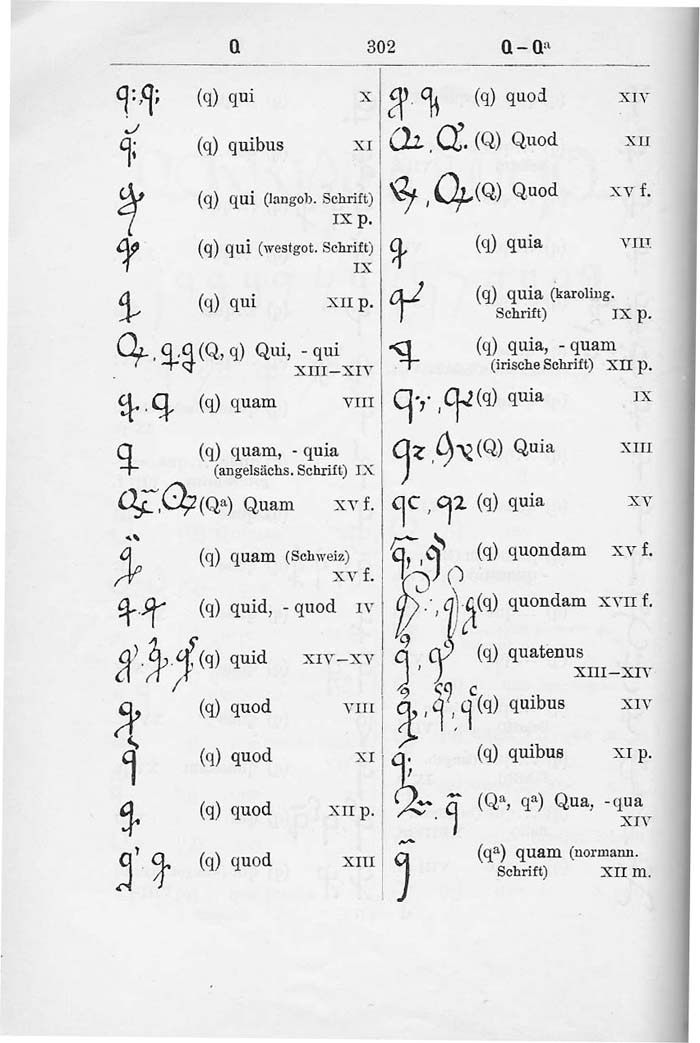 Q 302 Q – Qᵃ
(q) qui X
(q) quibus XI
(q) qui (langob. Schrift)
IX p.
(q) qui (westgot. Schrift)
IX
(q) qui XII p.
(Q, q) Qui, - qui
XIII–XIV
(q) quam VIII
(q) quam, - quia
(angelsächs. Schrift) IX
(Qᵃ) Quam XV f.
(q) quam (Schweiz)
XV f.
(q) quid, - quod IV
(q) quid XIV–XV
(q) quod VIII
(q) quod XI
(q) quod XII p.
(q) quod XIII
(q) quod XIV
(Q) Quod XII
(Q) Quod XV f.
(q) quia VIII
(q) quia (karoling.
Schrift) IX p.
(q) quia, - quam
(irische Schrift) XII p.
(q) quia IX
(Q) Quia XIII
(q) quia XV
(q) quondam XV f.
(q) quondam XVII f.
(q) quatenus
XIII–XIV
(q) quibus XIV
(q) quibus XI p.
(Qᵃ, qᵃ) Qua, -qua
XIV
(qᵃ) quam (normann.
Schrift) XII m.